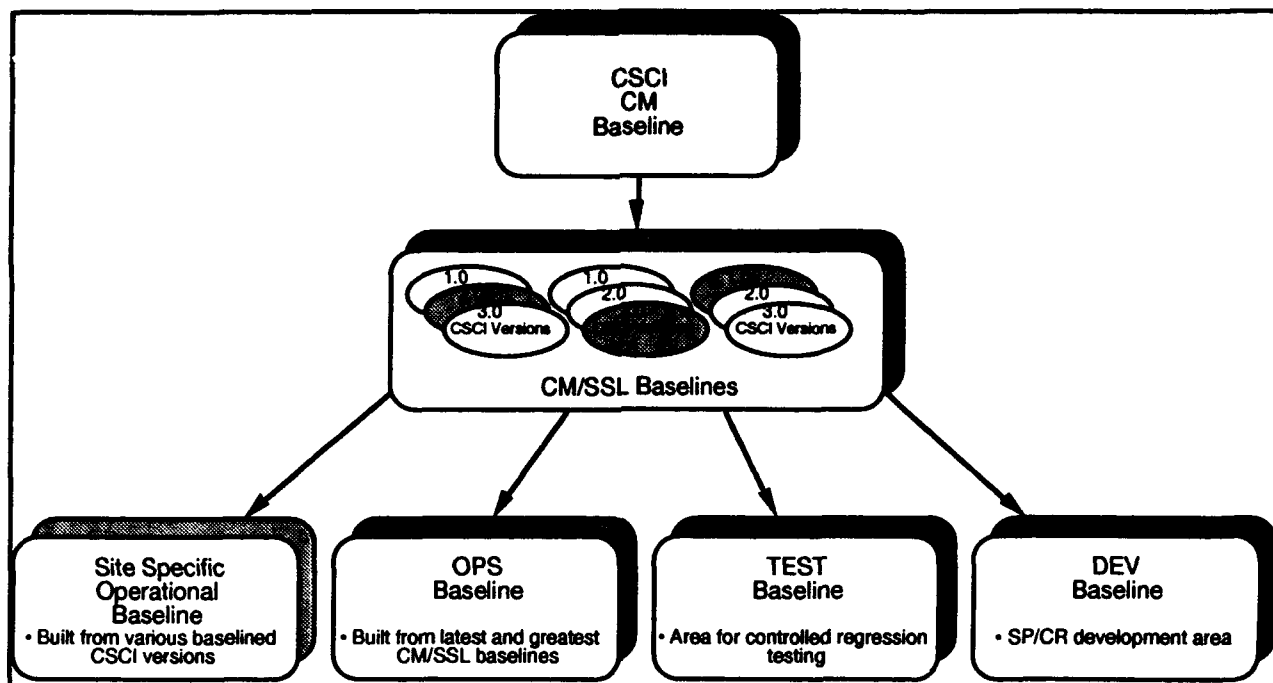 CSCI
CM
Baseline
1.0
3.0
CSCI Versions
1.0
2.0
2.0
3.0
CSCI Versions
CM/SSL Baselines
Site Specific
Operational
Baseline
• Built from various baselined
CSCI versions
OPS
Baseline
• Built from latest and greatest
CM/SSL baselines
TEST
Baseline
• Area for controlled regression
testing
DEV
Baseline
• SP/CR development area